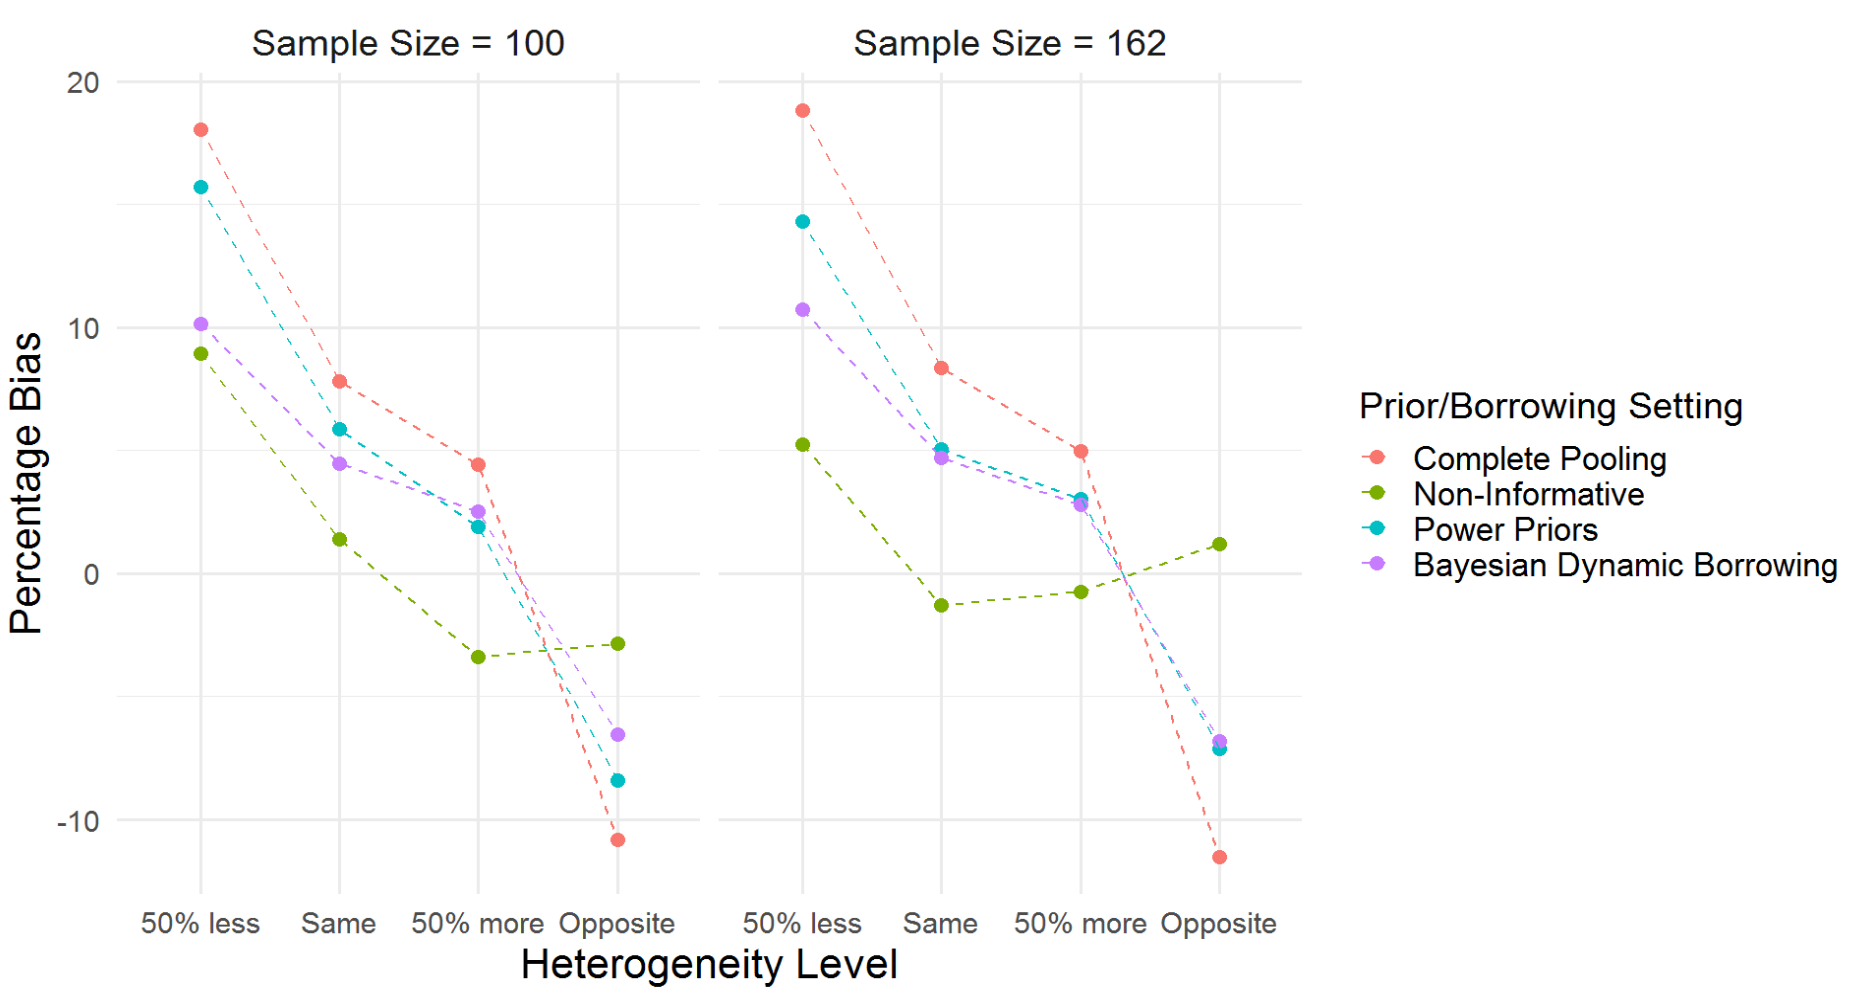 Sample Size = 100
Sample Size = 162
20
10
0
-10
Percentage Bias
50% less Same 50% more Opposite
50% less Same 50% more Opposite
Heterogeneity Level
Prior/Borrowing Setting
Complete Pooling
Non-Informative
Power Priors
Bayesian Dynamic Borrowing